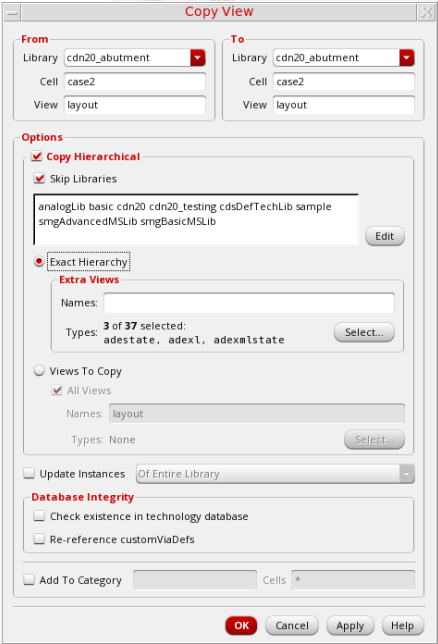 Copy View
From
To
Library cdn20_abutment
Library cdn20_abutment
Cell case2
Cell case2
View layout
View layout
Options
Copy Hierarchical
Skip Libraries
analogLib basic cdn20 cdn20_testing cdsDefTechLib sample
smgAdvancedMSLib smgBasicMSLib
Edit
Exact Hierarchy
Extra Views
Names:
Types: 3 of 37 selected:
adestate, adexl, adexmlstate
Select...
Views To Copy
All Views
Names: layout
Types: None
Select...
Update Instances Of Entire Library
Database Integrity
Check existence in technology database
Re-reference customViaDefs
Add To Category Cells *
OK Cancel Apply Help